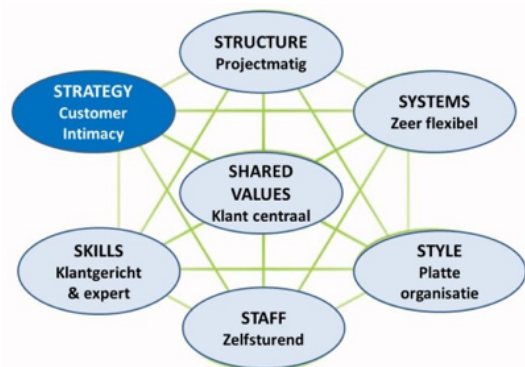 STRUCTURE
Projectmatig
STRATEGY
Customer
Intimacy
SYSTEMS
Zeer flexibel
SHARED
VALUES
Klant centraal
SKILLS
Klantgericht
& expert
STYLE
Platte
organisatie
STAFF
Zelfsturend